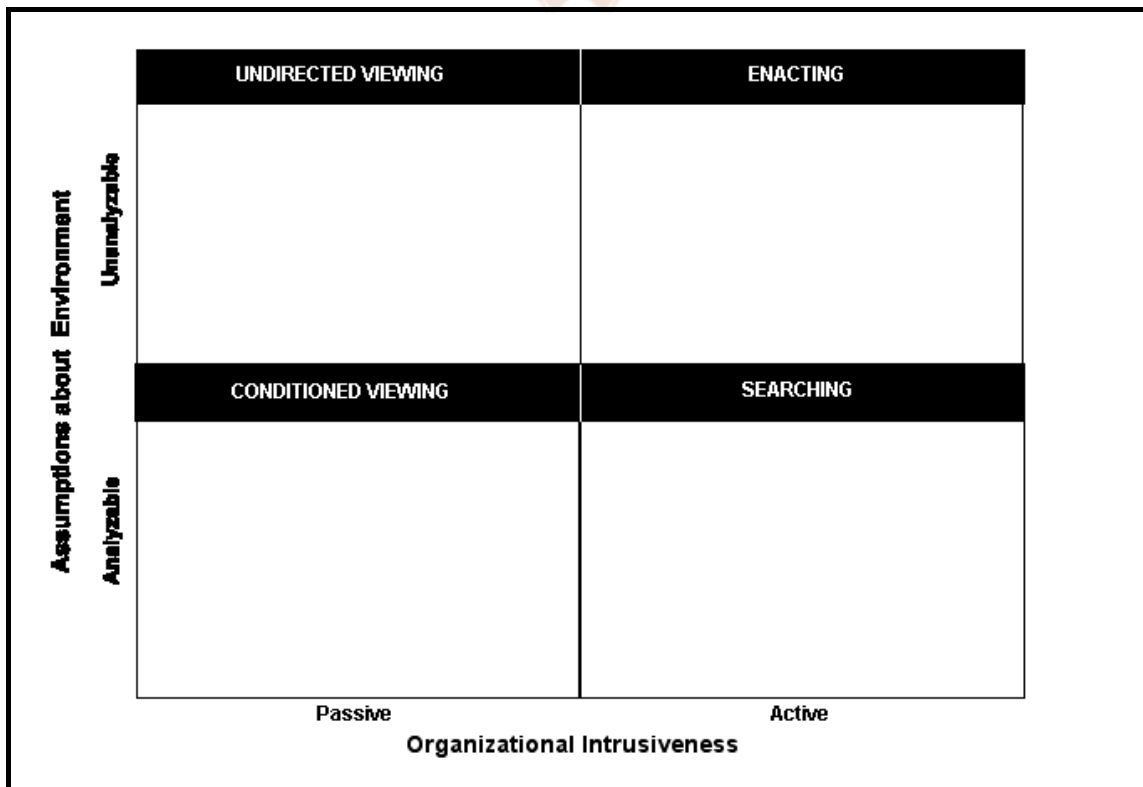 UNDIRECTED VIEWING
ENACTING
Assumptions about Environment
Unanalyzable
CONDITIONED VIEWING
SEARCHING
Analyzable
Passive
Active
Organizational Intrusiveness